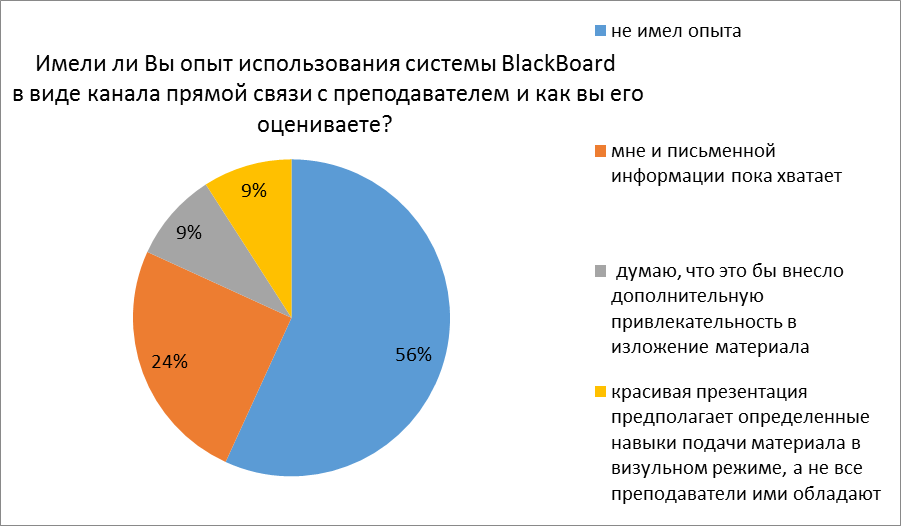 Имели ли Вы опыт использования системы BlackBoard
в виде канала прямой связи с преподавателем и как вы его
оцениваете?
9%
9%
24%
56%
не имел опыта
мне и письменной
информации пока хватает
думаю, что это бы внесло
дополнительную
привлекательность в
изложение материала
красивая презентация
предполагает определенные
навыки подачи материала в
визульном режиме, а не все
преподаватели ими обладают